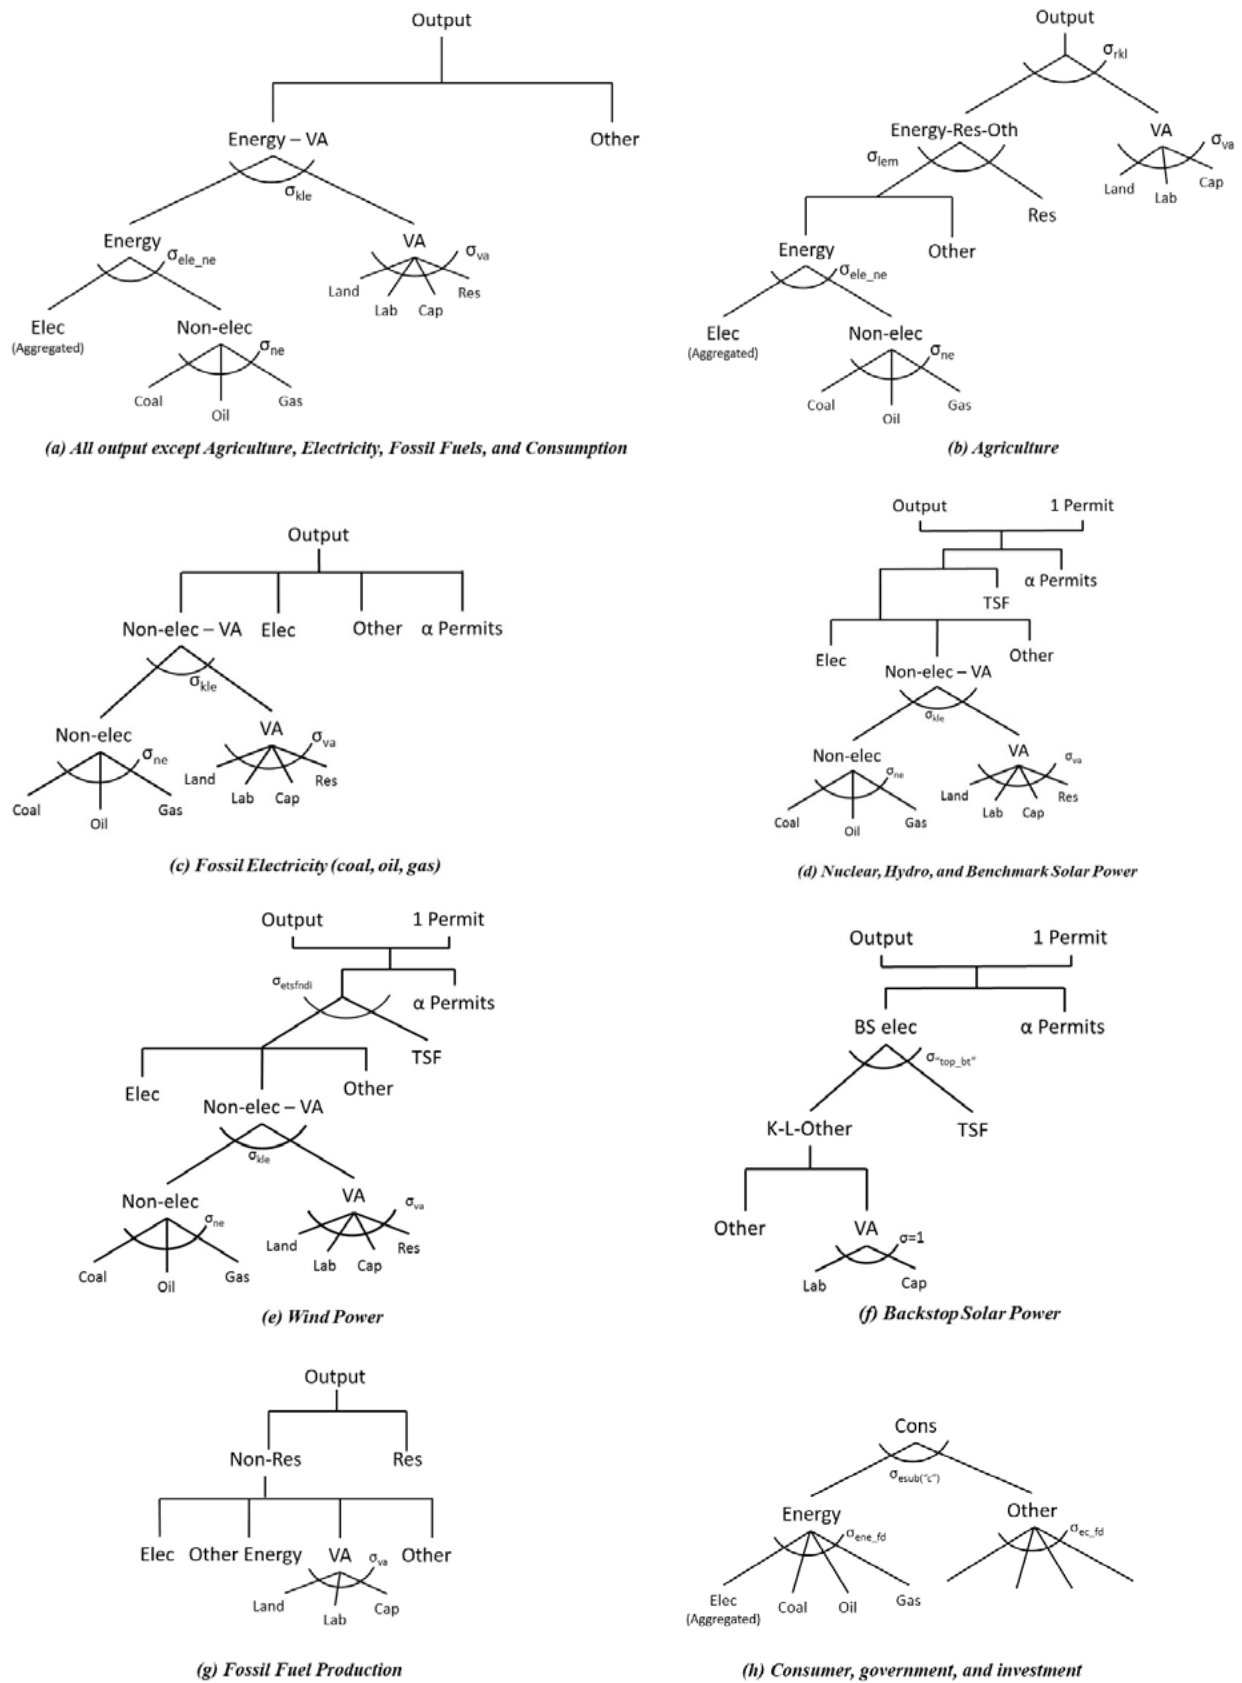 Output
Energy – VA
Other
σkle
Energy
σele_ne
VA
σva
Land
Lab
Cap
Res
Elec
(Aggregated)
Non-elec
σne
Coal
Oil
Gas
(a) All output except Agriculture, Electricity, Fossil Fuels, and Consumption
Output
σrkl
Energy-Res-Oth
σlem
VA
σva
Land
Lab
Cap
Res
Energy
Other
σele_ne
Elec
(Aggregated)
Non-elec
σne
Coal
Oil
Gas
(b) Agriculture
Output
Non-elec – VA
Elec
Other
α Permits
σkle
Non-elec
σne
VA
σva
Land
Lab
Cap
Res
Coal
Oil
Gas
(c) Fossil Electricity (coal, oil, gas)
Output
1 Permit
α Permits
TSF
Elec
Other
Non-elec – VA
σkle
Non-elec
σne
VA
σva
Land
Lab
Cap
Res
Coal
Oil
Gas
(d) Nuclear, Hydro, and Benchmark Solar Power
Output
1 Permit
σetsfndi
α Permits
TSF
Elec
Other
Non-elec – VA
σkle
Non-elec
σne
VA
σva
Land
Lab
Cap
Res
Coal
Oil
Gas
(e) Wind Power
Output
1 Permit
BS elec
α Permits
σ"top_bt"
K-L-Other
TSF
Other
VA
σ=1
Lab
Cap
(f) Backstop Solar Power
Output
Non-Res
Res
Elec
Other Energy
VA
σva
Other
Land
Lab
Cap
(g) Fossil Fuel Production
Cons
σesub("c")
Energy
σene_fd
Other
σec_fd
Elec
(Aggregated)
Coal
Oil
Gas
(h) Consumer, government, and investment